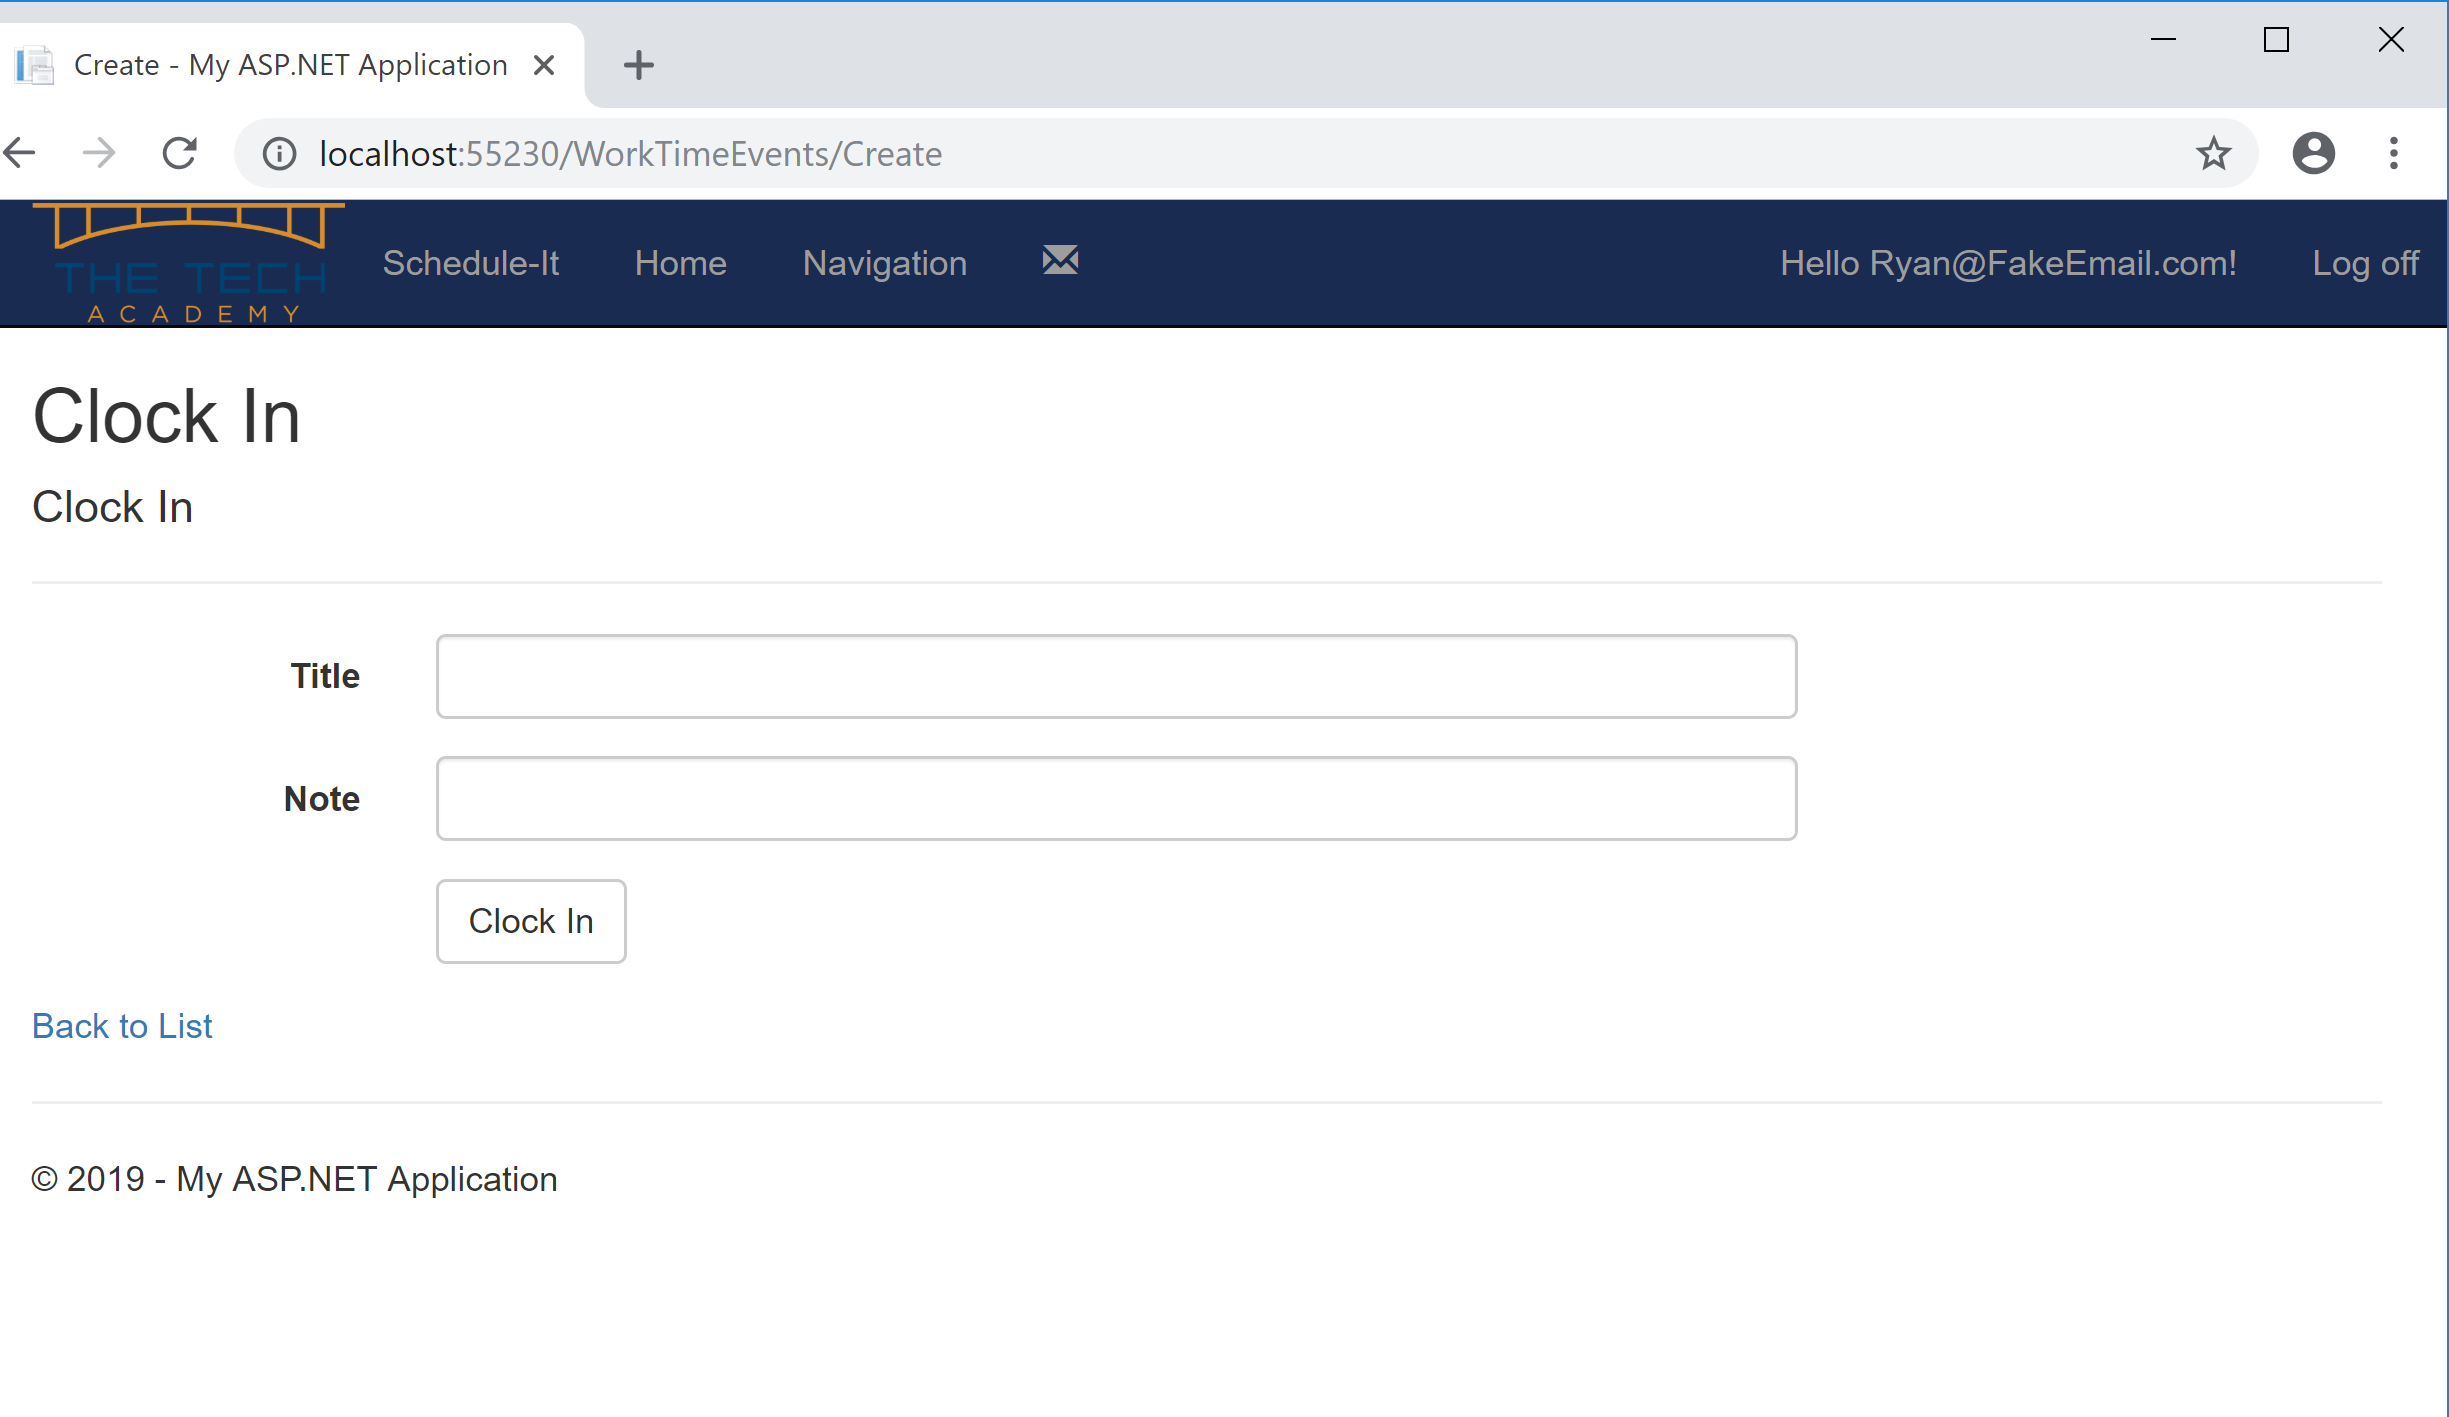 Create - My ASP.NET Application
localhost:55230/WorkTimeEvents/Create
THE TECH
ACADEMY
Schedule-It Home Navigation Hello Ryan@FakeEmail.com! Log off
Clock In
Clock In
Title
Note
Clock In
Back to List
© 2019 - My ASP.NET Application